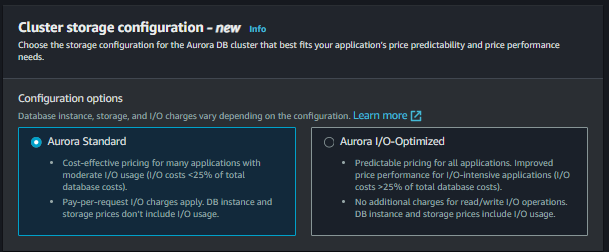 Cluster storage configuration - new Info
Choose the storage configuration for the Aurora DB cluster that best fits your application's price predictability and price performance
needs.
Configuration options
Database instance, storage, and I/O charges vary depending on the configuration. Learn more
Aurora Standard
• Cost-effective pricing for many applications with
moderate I/O usage (I/O costs <25% of total
database costs).
• Pay-per-request I/O charges apply. DB instance and
storage prices don't include I/O usage.
Aurora I/O-Optimized
• Predictable pricing for all applications. Improved
price performance for I/O-intensive applications (I/O
costs >25% of total database costs).
• No additional charges for read/write I/O operations.
DB instance and storage prices include I/O usage.